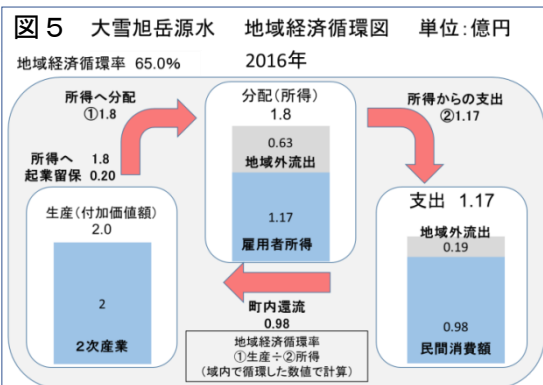 図5 大雪旭岳源水 地域経済循環図 単位:億円
地域経済循環率 65.0% 2016年
所得へ分配
①1.8
分配(所得)
1.8
0.63
地域外流出
1.17
雇用者所得
所得からの支出
②1.17
所得へ 1.8
起業留保 0.20
生産(付加価値額)
2.0
2
2次産業
支出 1.17
地域外流出
0.19
0.98
民間消費額
町内還流
0.98
地域経済循環率
①生産÷②所得
(域内で循環した数値で計算)